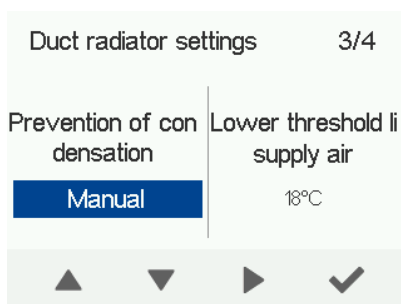 Duct radiator settings 3/4
Prevention of con
densation
Manual
Lower threshold li
supply air
18°C